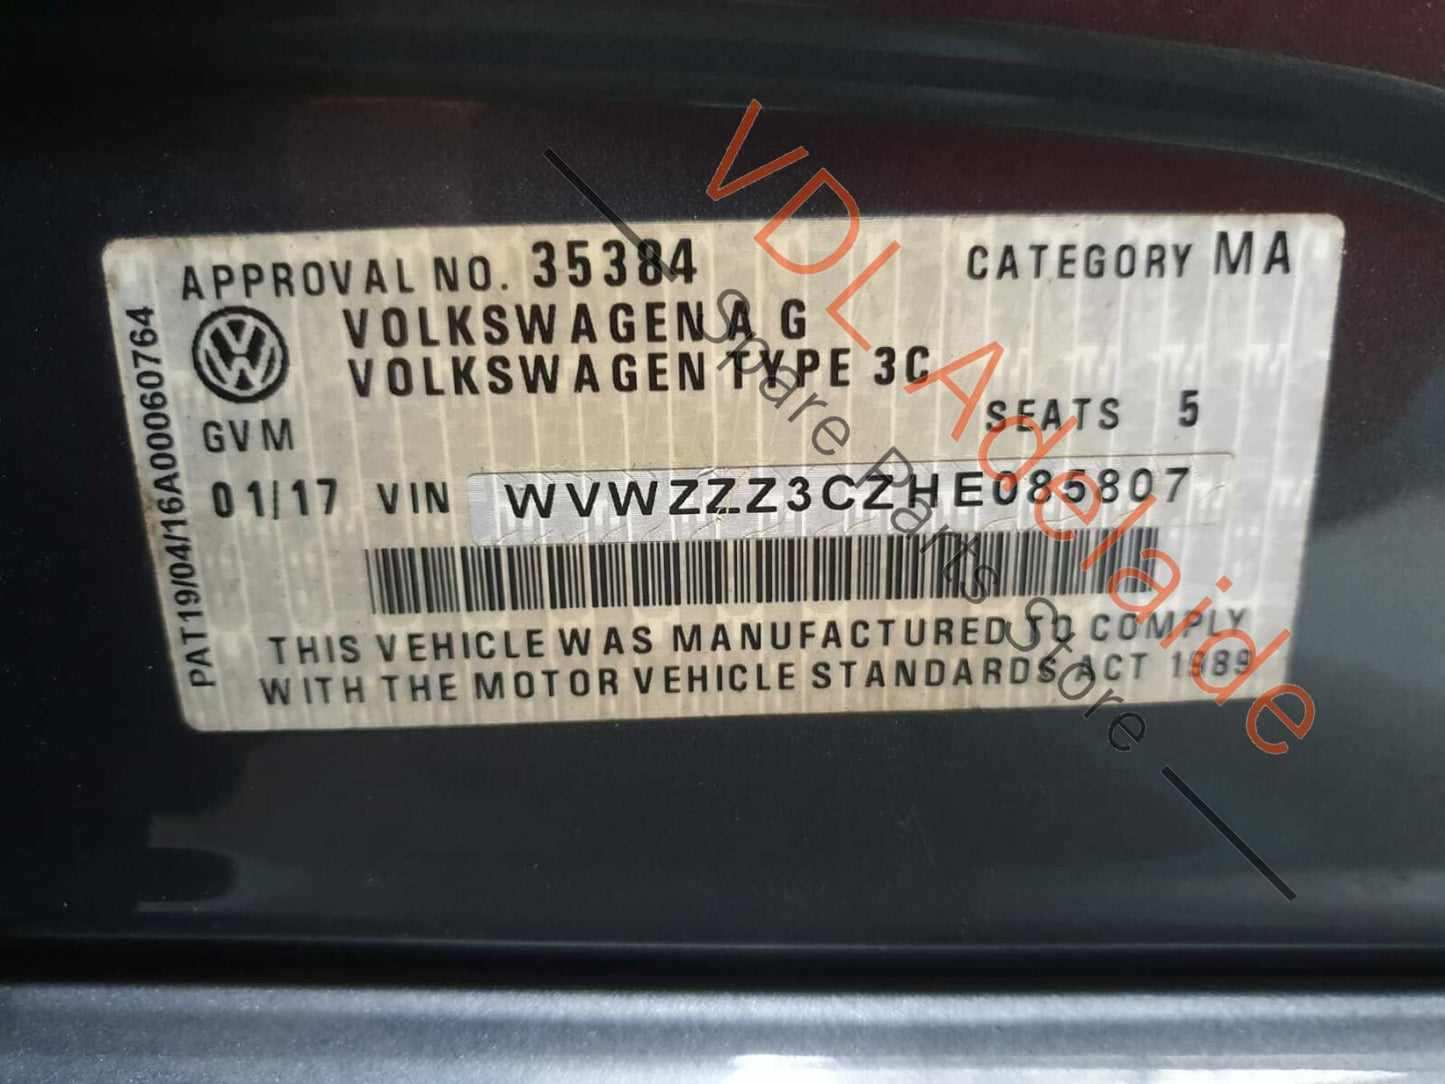 APPROVAL NO. 35384 CATEGORY MA
VOLKSWAGEN A G
VOLKSWAGEN TYPE 3C
GVM SEATS 5
01/17 VIN WVWZZZ3CZHE085807
THIS VEHICLE WAS MANUFACTURED TO COMPLY
WITH THE MOTOR VEHICLE STANDARDS ACT 1989
PAT19/04/16A00060764
VDL Adelaide
Spare Parts Store